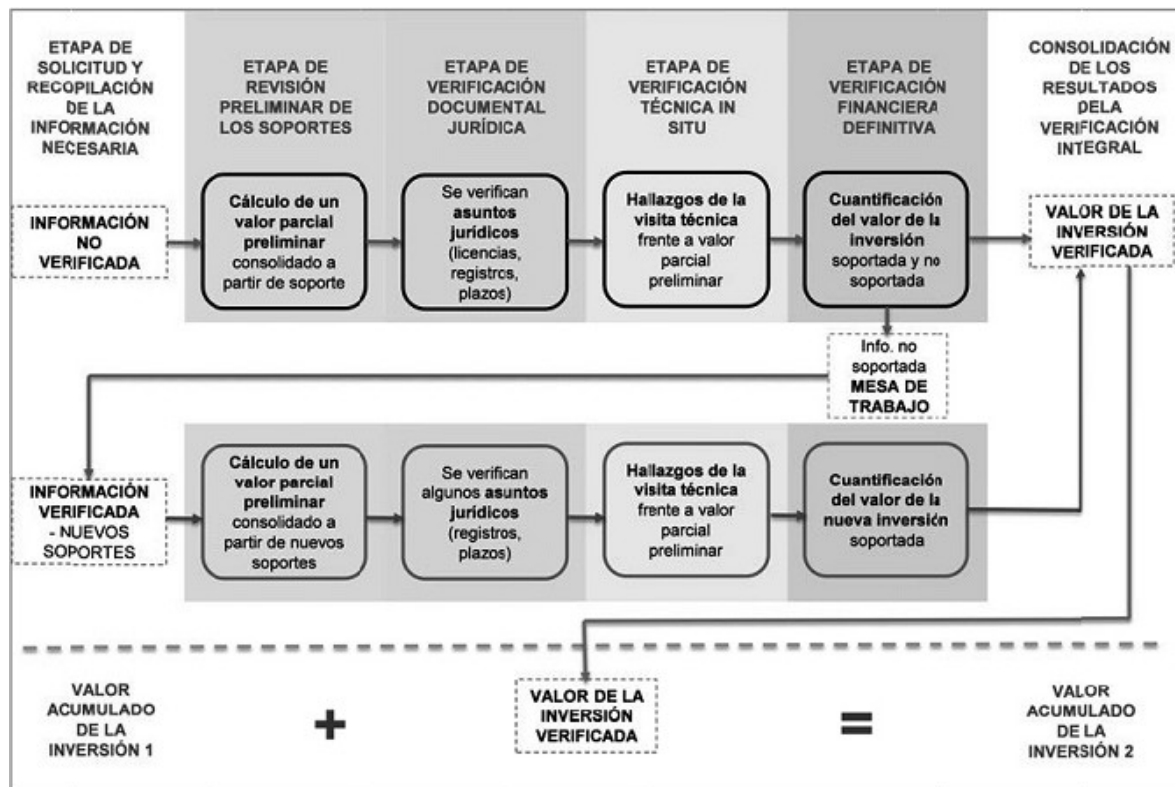 ETAPA DE
SOLICITUD Y
RECOPILACIÓN
DE LA
INFORMACIÓN
NECESARIA
ETAPA DE
REVISIÓN
PRELIMINAR DE
LOS SOPORTES
ETAPA DE
VERIFICACIÓN
DOCUMENTAL
JURÍDICA
ETAPA DE
VERIFICACIÓN
TÉCNICA IN
SITU
ETAPA DE
VERIFICACIÓN
FINANCIERA
DEFINITIVA
CONSOLIDACIÓN
DE LOS
RESULTADOS
DELA
VERIFICACIÓN
INTEGRAL
INFORMACIÓN
NO
VERIFICADA
Cálculo de un
valor parcial
preliminar
consolidado a
partir de soporte
Se verifican
asuntos
jurídicos
(licencias,
registros,
plazos)
Hallazgos de la
visita técnica
frente a valor
parcial
preliminar
Cuantificación
del valor de la
inversión
soportada y no
soportada
VALOR DE LA
INVERSIÓN
VERIFICADA
Info. no
soportada
MESA DE
TRABAJO
INFORMACIÓN
VERIFICADA
- NUEVOS
SOPORTES
Cálculo de un
valor parcial
preliminar
consolidado a
partir de nuevos
soportes
Se verifican
algunos asuntos
jurídicos
(registros,
plazos)
Hallazgos de la
visita técnica
frente a valor
parcial
preliminar
Cuantificación
del valor de la
nueva inversión
soportada
VALOR
ACUMULADO
DE LA
INVERSIÓN 1
+
VALOR DE LA
INVERSIÓN
VERIFICADA
=
VALOR
ACUMULADO
DE LA
INVERSIÓN 2